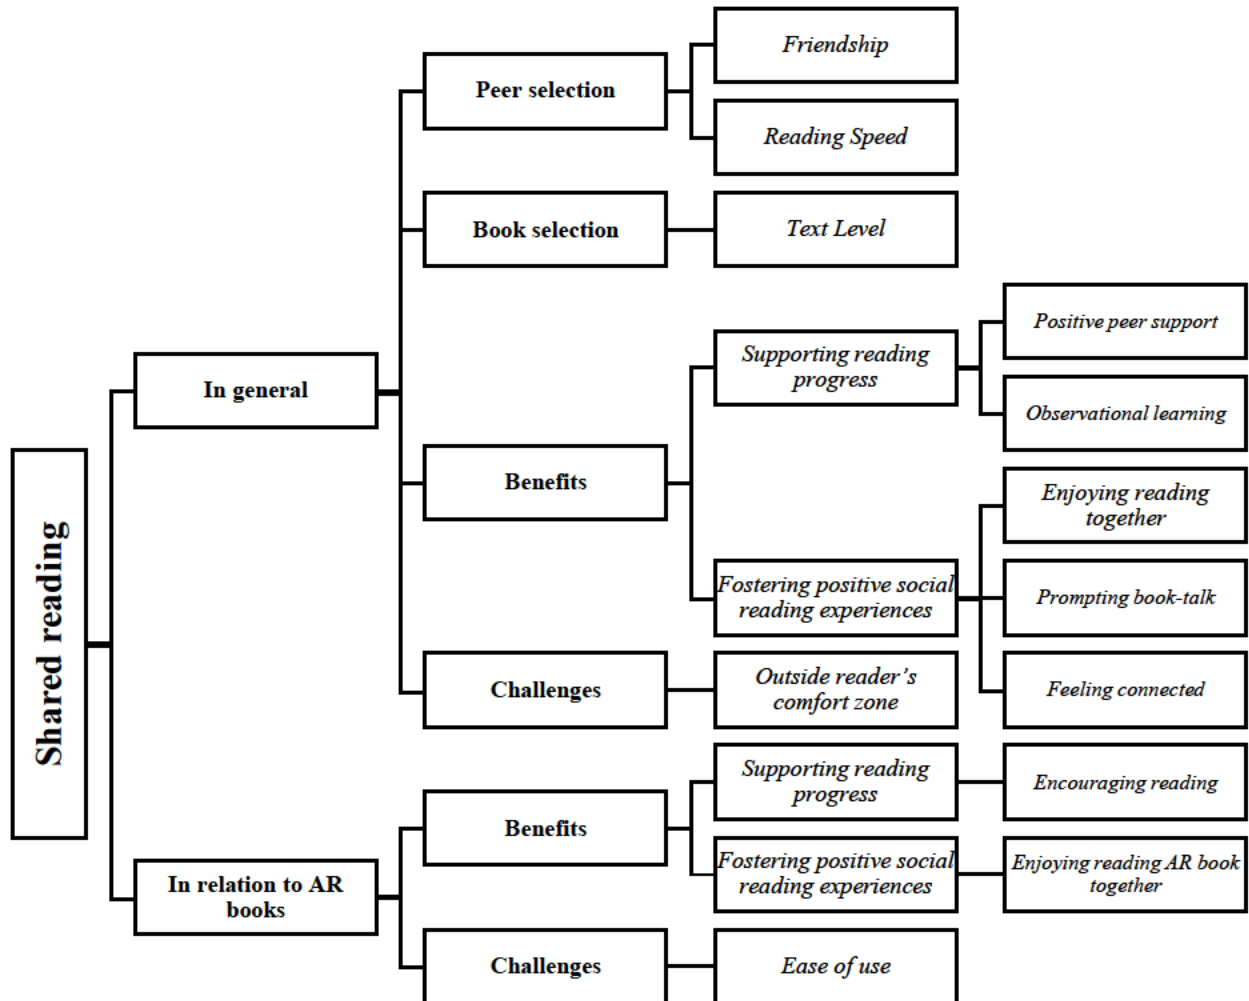 Shared reading
In general
Peer selection
Friendship
Reading Speed
Book selection
Text Level
Benefits
Supporting reading
progress
Positive peer support
Observational learning
Fostering positive social
reading experiences
Enjoying reading
together
Prompting book-talk
Feeling connected
Challenges
Outside reader’s
comfort zone
In relation to AR
books
Benefits
Supporting reading
progress
Encouraging reading
Fostering positive social
reading experiences
Enjoying reading AR book
together
Challenges
Ease of use